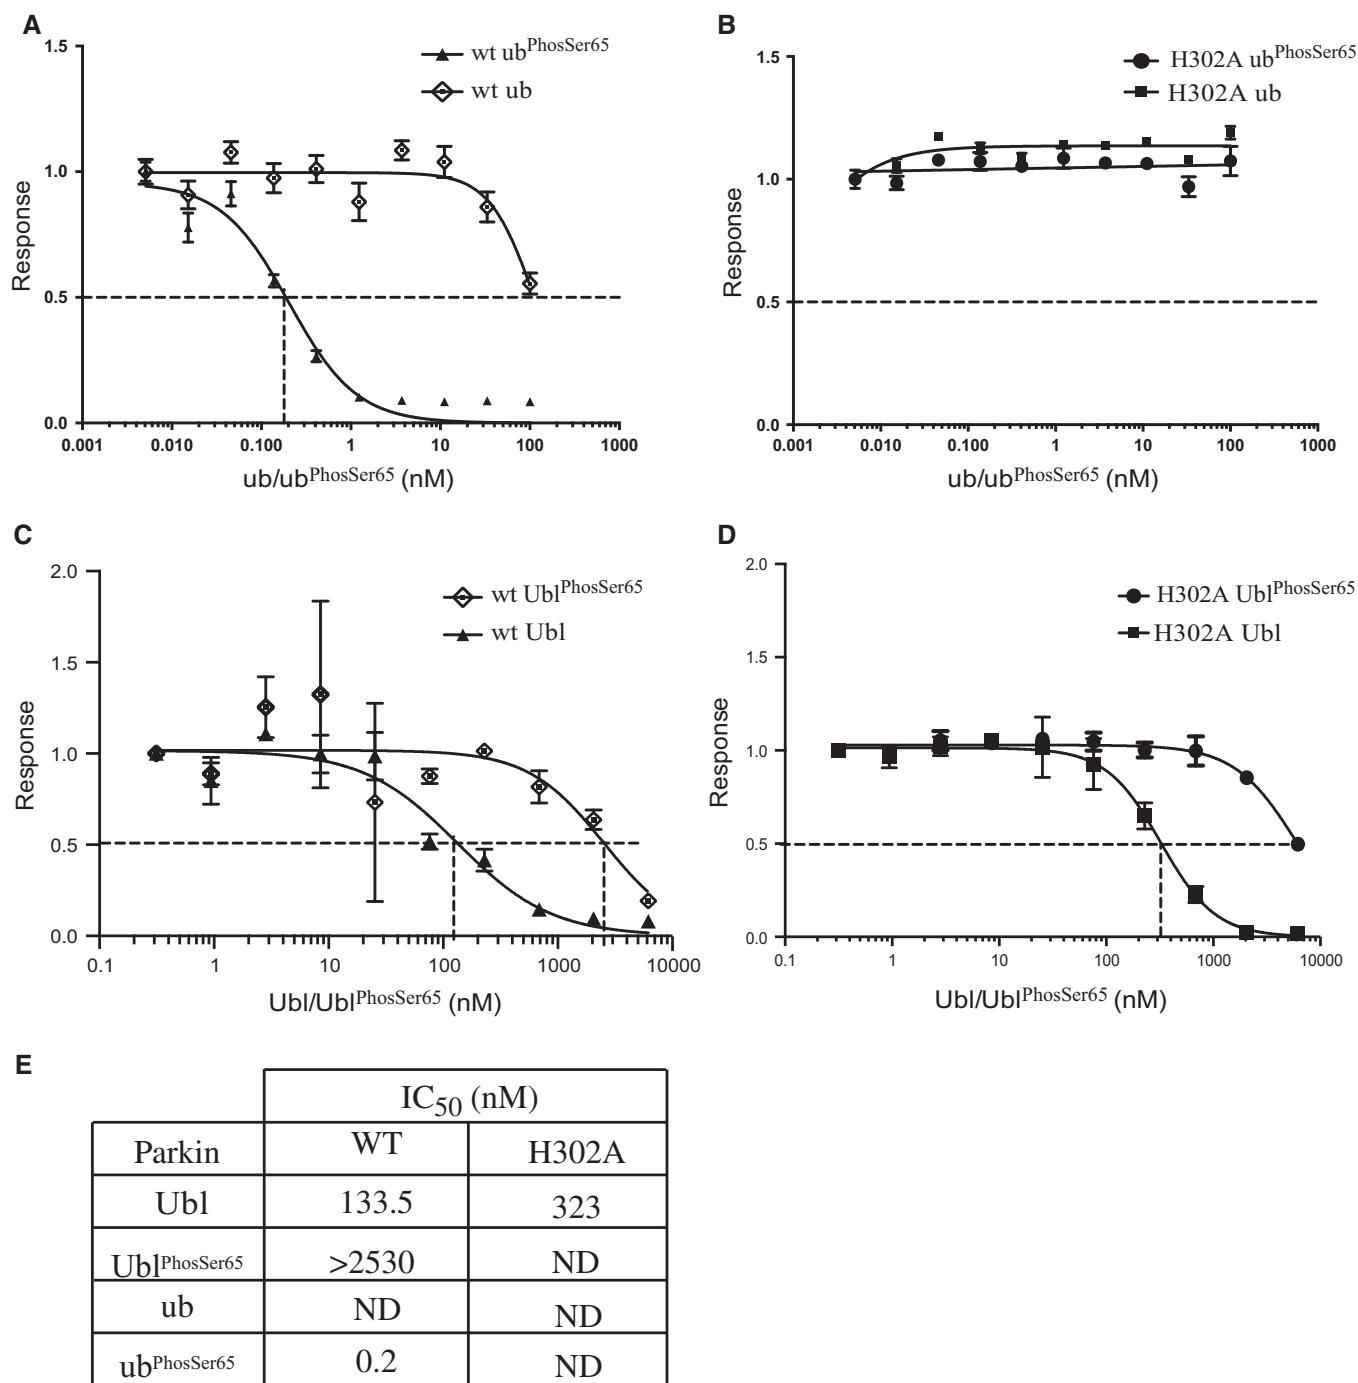 A
wt ub^PhosSer65
wt ub
1.5
1.0
0.5
0.0
Response
0.001 0.010 0.100 1 10 100 1000
ub/ub^PhosSer65 (nM)
B
H302A ub^PhosSer65
H302A ub
1.5
1.0
0.5
0.0
Response
0.001 0.010 0.100 1 10 100 1000
ub/ub^PhosSer65 (nM)
C
wt Ubl^PhosSer65
wt Ubl
2.0
1.5
1.0
0.5
0.0
Response
0.1 1 10 100 1000 10000
Ubl/Ubl^PhosSer65 (nM)
D
H302A Ubl^PhosSer65
H302A Ubl
2.0
1.5
1.0
0.5
0.0
Response
0.1 1 10 100 1000 10000
Ubl/Ubl^PhosSer65 (nM)
E
IC50 (nM)
Parkin WT H302A
Ubl 133.5 323
Ubl^PhosSer65 >2530 ND
ub ND ND
ub^PhosSer65 0.2 ND